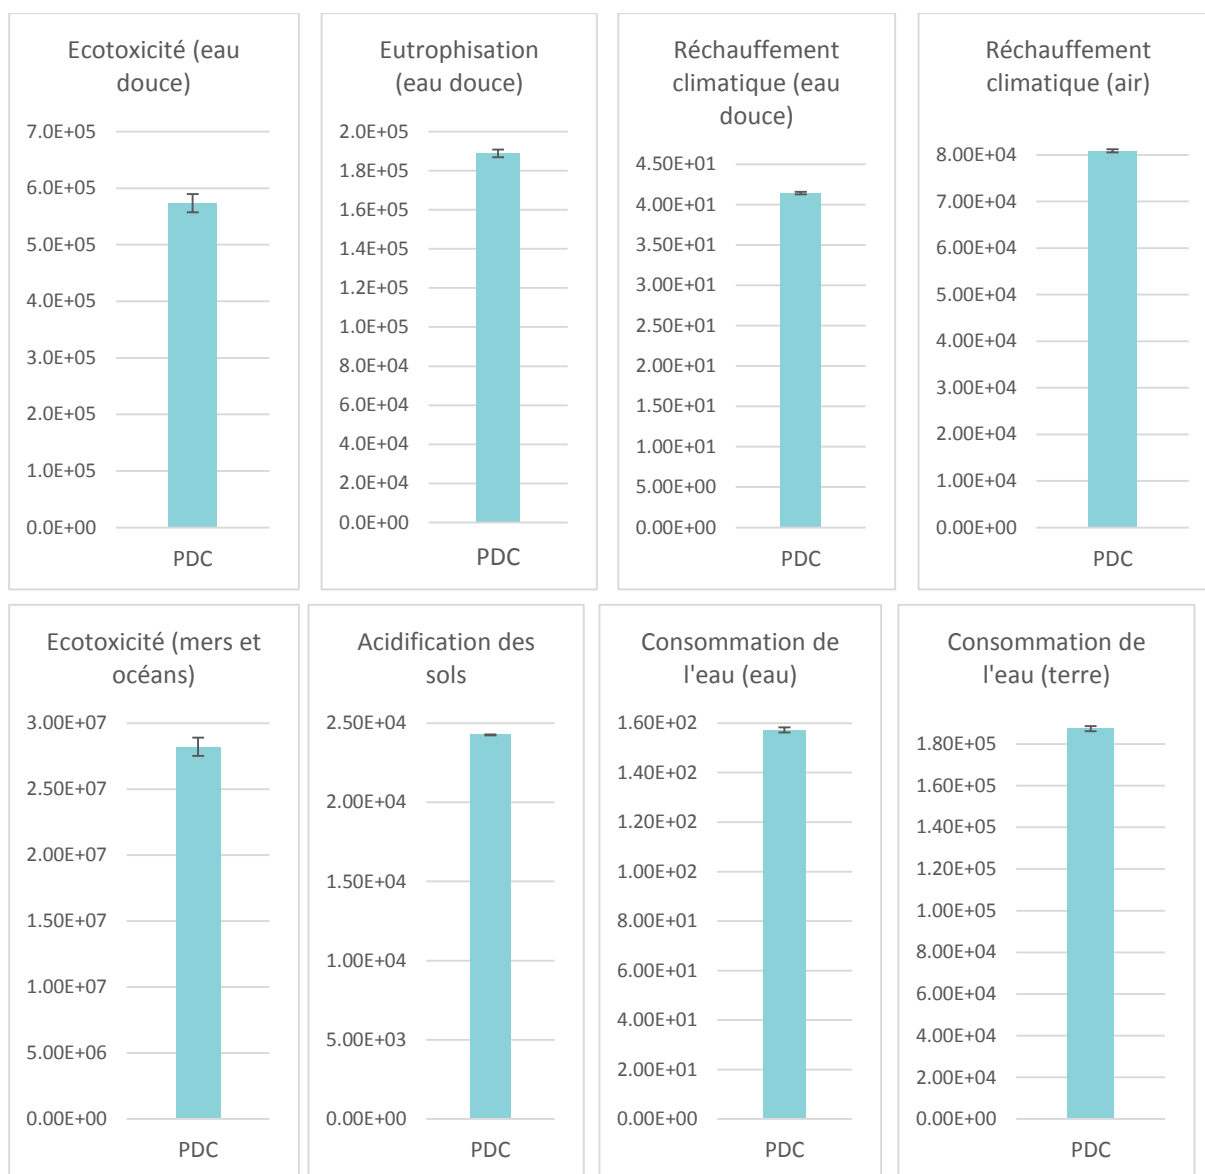 Ecotoxicité (eau
douce)
7.0E+05
6.0E+05
5.0E+05
4.0E+05
3.0E+05
2.0E+05
1.0E+05
0.0E+00
PDC
Eutrophisation
(eau douce)
2.0E+05
1.8E+05
1.6E+05
1.4E+05
1.2E+05
1.0E+05
8.0E+04
6.0E+04
4.0E+04
2.0E+04
0.0E+00
PDC
Réchauffement
climatique (eau
douce)
4.50E+01
4.00E+01
3.50E+01
3.00E+01
2.50E+01
2.00E+01
1.50E+01
1.00E+01
5.00E+00
0.00E+00
PDC
Réchauffement
climatique (air)
8.00E+04
7.00E+04
6.00E+04
5.00E+04
4.00E+04
3.00E+04
2.00E+04
1.00E+04
0.00E+00
PDC
Ecotoxicité (mers et
océans)
3.00E+07
2.50E+07
2.00E+07
1.50E+07
1.00E+07
5.00E+06
0.00E+00
PDC
Acidification des
sols
2.50E+04
2.00E+04
1.50E+04
1.00E+04
5.00E+03
0.00E+00
PDC
Consommation de
l'eau (eau)
1.60E+02
1.40E+02
1.20E+02
1.00E+02
8.00E+01
6.00E+01
4.00E+01
2.00E+01
0.00E+00
PDC
Consommation de
l'eau (terre)
1.80E+05
1.60E+05
1.40E+05
1.20E+05
1.00E+05
8.00E+04
6.00E+04
4.00E+04
2.00E+04
0.00E+00
PDC